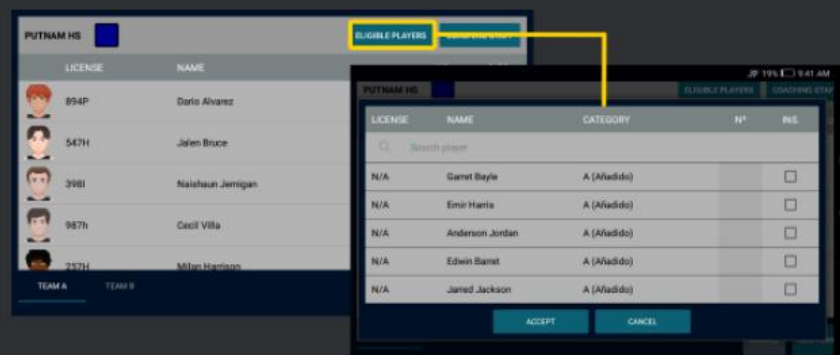 PUTNAM HS
ELIGIBLE PLAYERS
LICENSE NAME
894P Dario Alvarez
547H Jalen Bruce
398I Naishaun Jernigan
987h Cecil Villa
257H Milan Harrison
TEAM A TEAM B
19% 9:41 AM
PUTNAM HS ELIGIBLE PLAYERS COACHING STAF
LICENSE NAME CATEGORY Nº INS.
Search player
N/A Garret Bayle A (Añadido)
N/A Emir Harris A (Añadido)
N/A Anderson Jordan A (Añadido)
N/A Edwin Barret A (Añadido)
N/A Jarred Jackson A (Añadido)
ACCEPT CANCEL